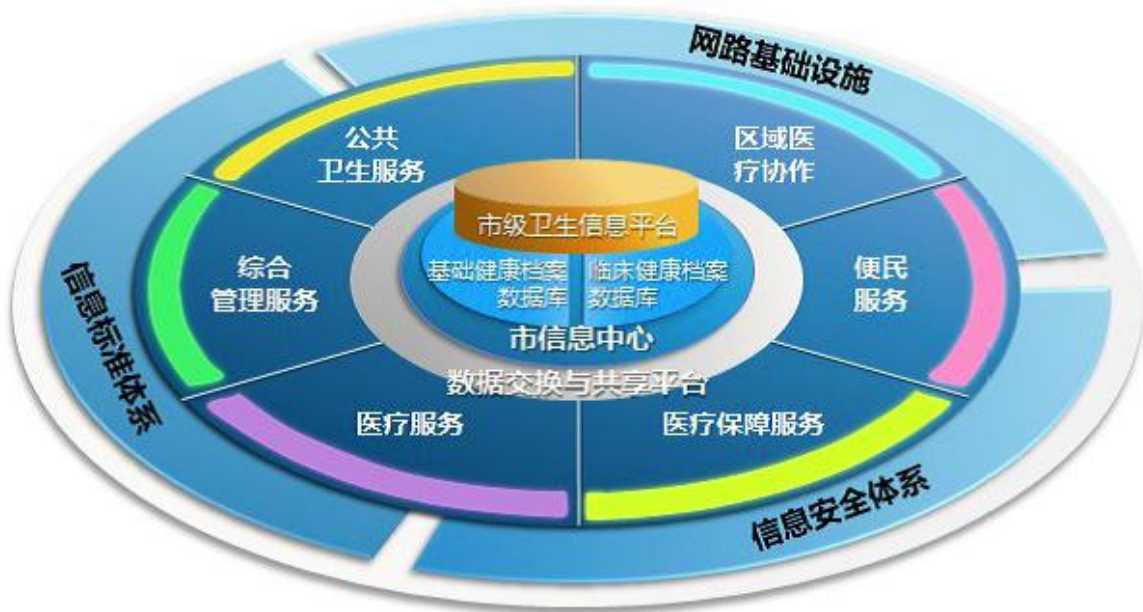 网路基础设施
公共
卫生服务
区域医
疗协作
市级卫生信息平台
基础健康档案
数据库
临床健康档案
数据库
综合
管理服务
便民
服务
市信息中心
数据交换与共享平台
医疗服务
医疗保障服务
信息标准体系
信息安全体系